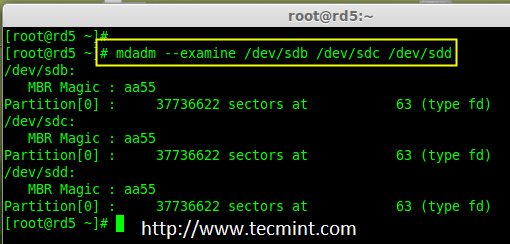 root@rd5:~
[root@rd5 ~]#
[root@rd5 ~]# mdadm --examine /dev/sdb /dev/sdc /dev/sdd
/dev/sdb:
   MBR Magic : aa55
Partition[0] :     37736622 sectors at           63 (type fd)
/dev/sdc:
   MBR Magic : aa55
Partition[0] :     37736622 sectors at           63 (type fd)
/dev/sdd:
   MBR Magic : aa55
Partition[0] :     37736622 sectors at           63 (type fd)
[root@rd5 ~]#
http://www.tecmint.com